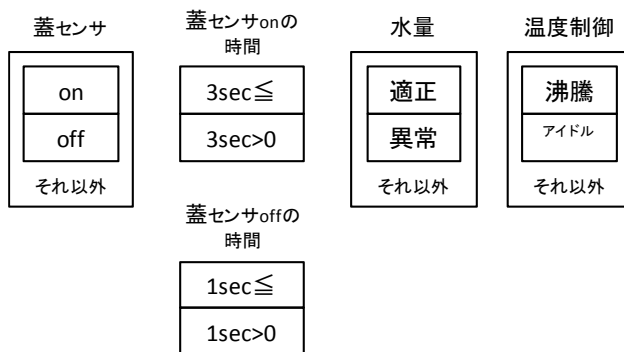 蓋センサ
on
off
それ以外
蓋センサonの
時間
3sec≦
3sec>0
蓋センサoffの
時間
1sec≦
1sec>0
水量
適正
異常
それ以外
温度制御
沸騰
アイドル
それ以外